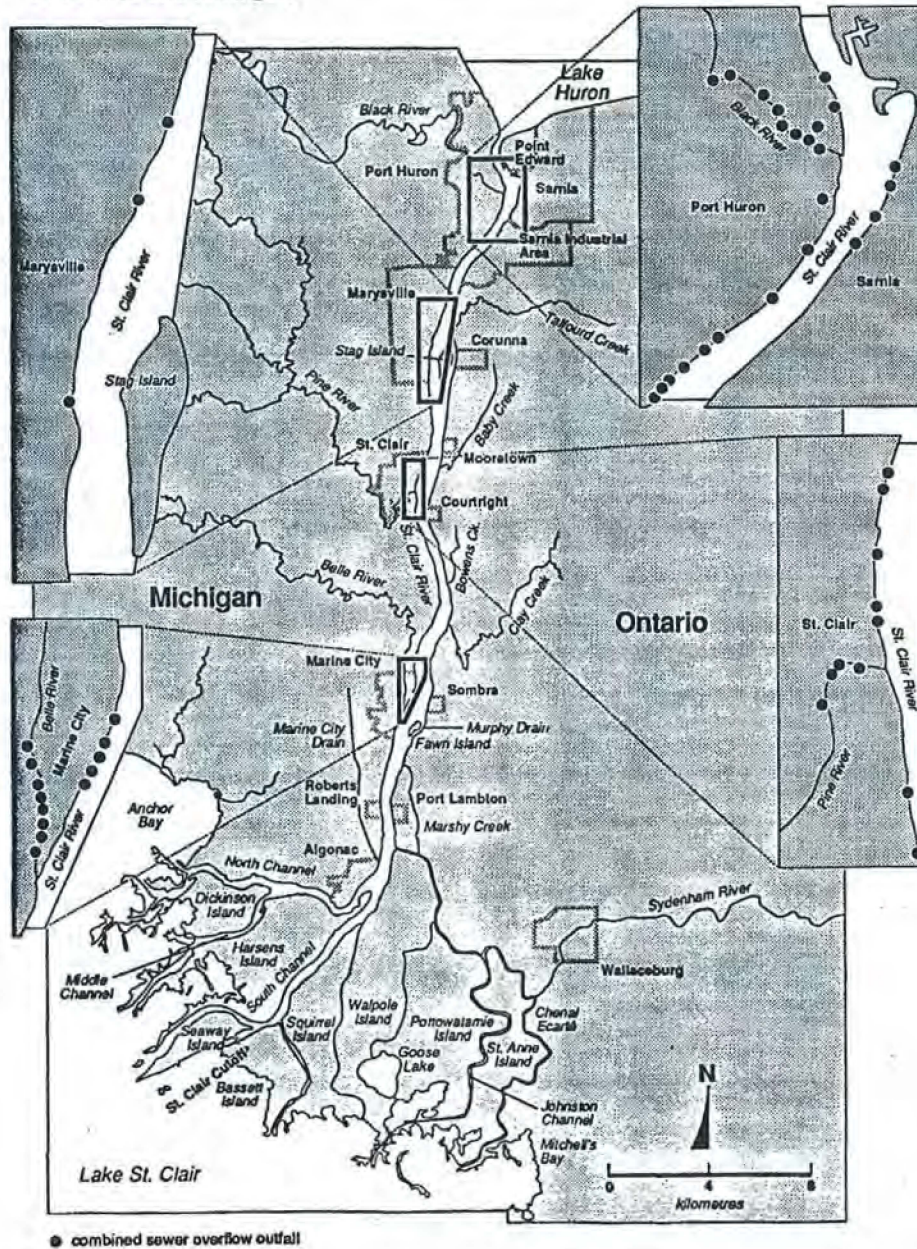 Lake
Huron
Black River
Point
Edward
Port Huron
Sarnia
Sarnia Industrial
Area
Marysville
Talfourd Creek
Stag Island
Corunna
Pine River
Baby Creek
St. Clair
Mooretown
Courtright
St. Clair River
Bowens Ck.
Belle River
Clay Creek
Michigan
Ontario
Marine City
Sombra
Marine City
Drain
Murphy Drain
Fawn Island
Roberts
Landing
Port Lambton
Marshy Creek
Algonac
Anchor
Bay
North Channel
Dickinson
Island
Harsens
Island
Middle
Channel
South Channel
Seaway
Island
St. Clair Cutoff
Bassett
Island
Squirrel
Island
Walpole
Island
Goose
Lake
Pottowatamie
Island
St. Anne
Island
Chenal
Ecarté
Sydenham River
Wallaceburg
Johnston
Channel
Mitchell's
Bay
Lake St. Clair
N
0 4 8
kilometres
Marysville
St. Clair River
Stag Island
Black River
Port Huron
St. Clair River
Sarnia
St. Clair
St. Clair River
Pine River
Belle River
Marine City
St. Clair River
combined sewer overflow outfall